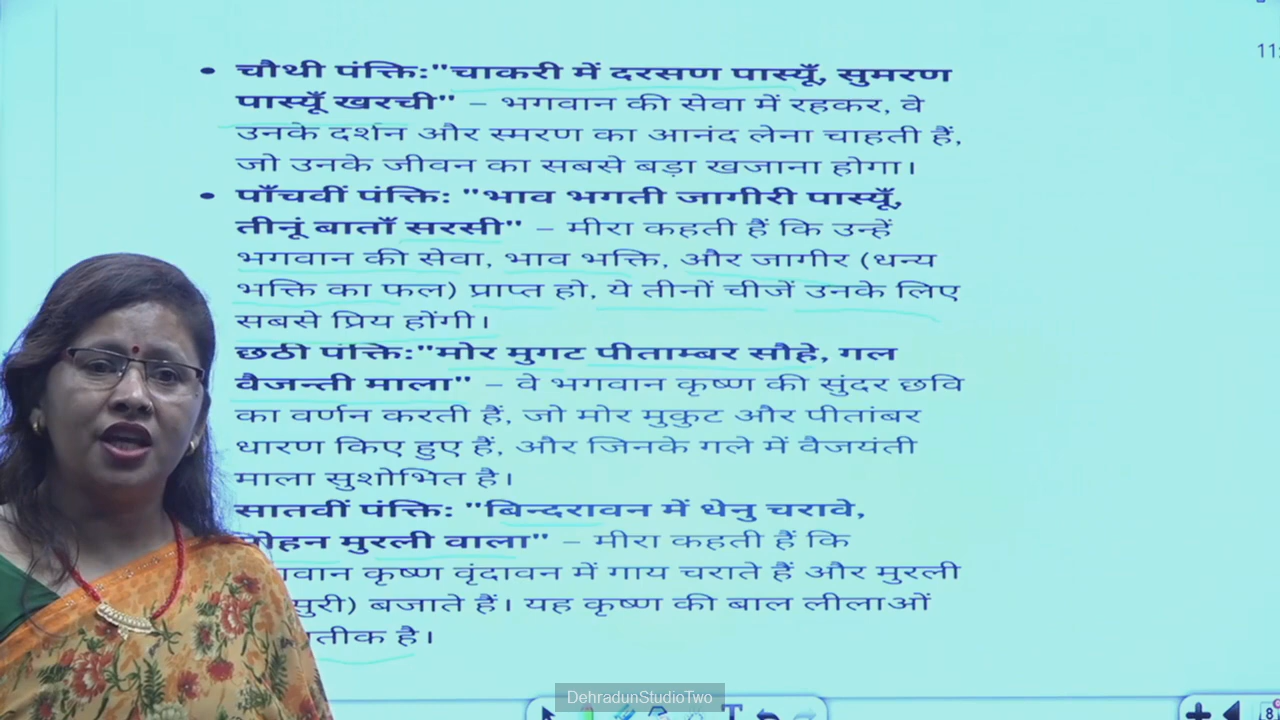 11:
• चौथी पंक्ति:"चाकरी में दरसण पास्यूँ, सुमरण
पास्यूँ खरची" – भगवान की सेवा में रहकर, वे
उनके दर्शन और स्मरण का आनंद लेना चाहती हैं,
जो उनके जीवन का सबसे बड़ा खजाना होगा।
• पाँचवीं पंक्ति: "भाव भगती जागीरी पास्यूँ,
तीनूं बाताँ सरसी" – मीरा कहती हैं कि उन्हें
भगवान की सेवा, भाव भक्ति, और जागीर (धन्य
भक्ति का फल) प्राप्त हो, ये तीनों चीजें उनके लिए
सबसे प्रिय होंगी।
छठी पंक्ति:"मोर मुगट पीताम्बर सौहे, गल
वैजन्ती माला" – वे भगवान कृष्ण की सुंदर छवि
का वर्णन करती हैं, जो मोर मुकुट और पीतांबर
धारण किए हुए हैं, और जिनके गले में वैजयंती
माला सुशोभित है।
सातवीं पंक्ति: "बिन्दरावन में धेनु चरावे,
मुरली वाला" – मीरा कहती हैं कि
कृष्ण वृंदावन में गाय चराते हैं और मुरली
बजाते हैं। यह कृष्ण की बाल लीलाओं
है।
DehradunStudioTwo
T
8